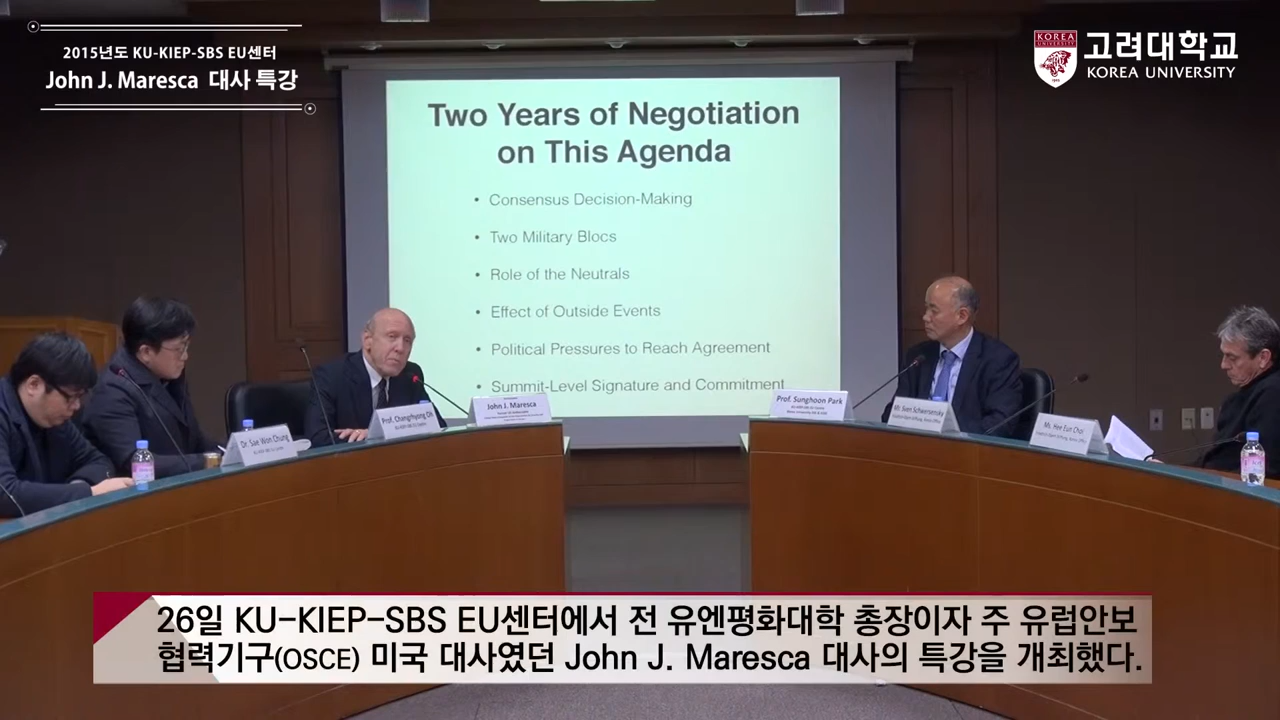 2015년도 KU-KIEP-SBS EU센터
John J. Maresca 대사 특강
KOREA
UNIVERSITY
1905
고려대학교
KOREA UNIVERSITY
Two Years of Negotiation
on This Agenda
• Consensus Decision-Making
• Two Military Blocs
• Role of the Neutrals
• Effect of Outside Events
• Political Pressures to Reach Agreement
• Summit-Level Signature and Commitment
Dr. Sae Won Chung
Prof. Changrhyong Oh
John J. Maresca
Prof. Sunghoon Park
Mr. Sven Schwersensky
Ms. Hee Eun Choi
26일 KU-KIEP-SBS EU센터에서 전 유엔평화대학 총장이자 주 유럽안보
협력기구(OSCE) 미국 대사였던 John J. Maresca 대사의 특강을 개최했다.